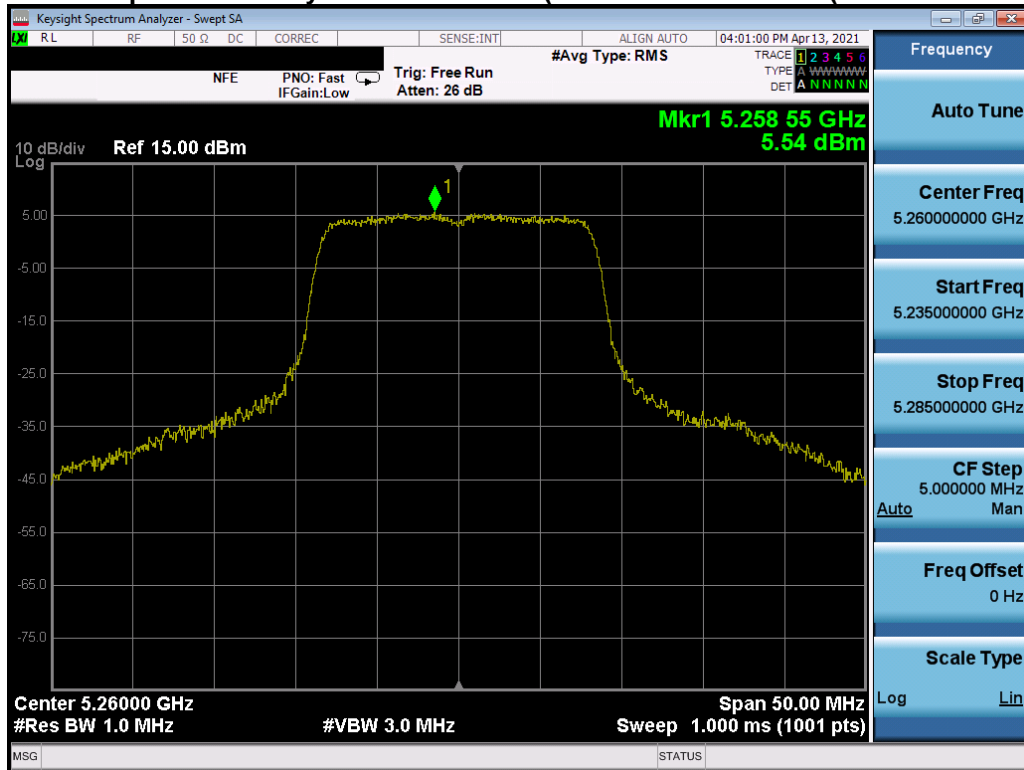 Keysight Spectrum Analyzer - Swept SA
LXI RL RF 50 Ω DC CORREC SENSE:INT ALIGN AUTO 04:01:00 PM Apr 13, 2021
NFE PNO: Fast Trig: Free Run #Avg Type: RMS TRACE 1 2 3 4 5 6
IFGain:Low Atten: 26 dB TYPE A WWWWW
DET A N N N N N
Mkr1 5.258 55 GHz
5.54 dBm
10 dB/div Ref 15.00 dBm
Log
1
5.00
-5.00
-15.0
-25.0
-35.0
-45.0
-55.0
-65.0
-75.0
Center 5.26000 GHz Span 50.00 MHz
#Res BW 1.0 MHz #VBW 3.0 MHz Sweep 1.000 ms (1001 pts)
MSG STATUS
Frequency
Auto Tune
Center Freq
5.260000000 GHz
Start Freq
5.235000000 GHz
Stop Freq
5.285000000 GHz
CF Step
5.000000 MHz
Auto Man
Freq Offset
0 Hz
Scale Type
Log Lin